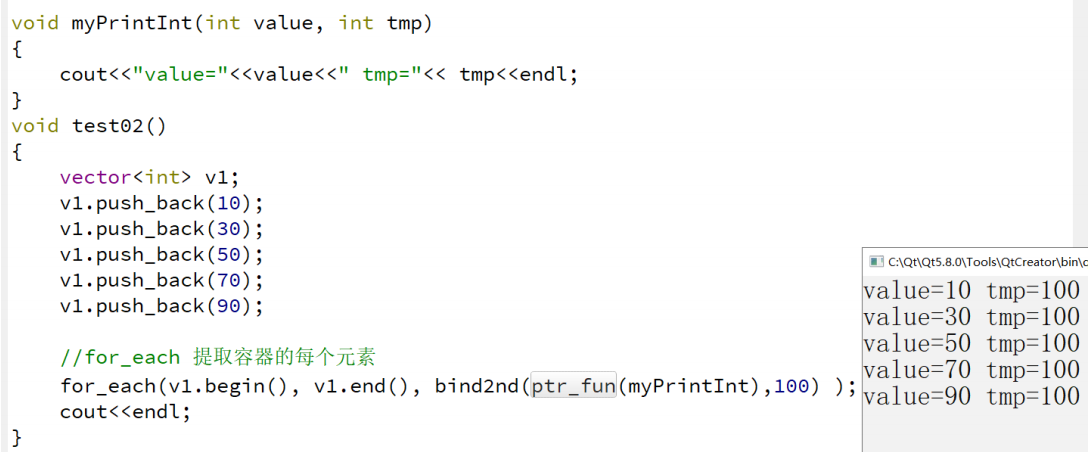 void myPrintInt(int value, int tmp)
{
    cout<<"value="<<value<<" tmp="<< tmp<<endl;
}
void test02()
{
    vector<int> v1;
    v1.push_back(10);
    v1.push_back(30);
    v1.push_back(50);
    v1.push_back(70);
    v1.push_back(90);
    //for_each 提取容器的每个元素
    for_each(v1.begin(), v1.end(), bind2nd(ptr_fun(myPrintInt),100) );
    cout<<endl;
}
C:\Qt\Qt5.8.0\Tools\QtCreator\bin\
value=10 tmp=100
value=30 tmp=100
value=50 tmp=100
value=70 tmp=100
value=90 tmp=100